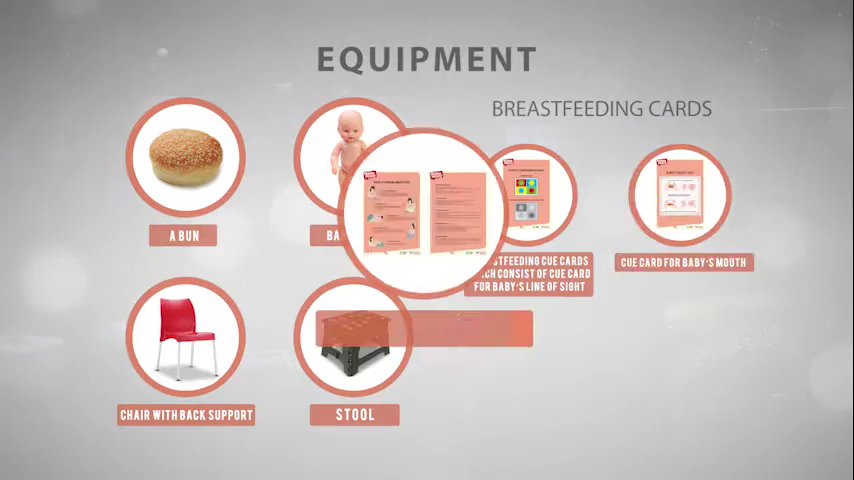 EQUIPMENT
BREASTFEEDING CARDS
A BUN
BA
STFEEDING CUE CARDS
CH CONSIST OF CUE CARD
FOR BABY'S LINE OF SIGHT
CUE CARD FOR BABY'S MOUTH
CHAIR WITH BACK SUPPORT
STOOL